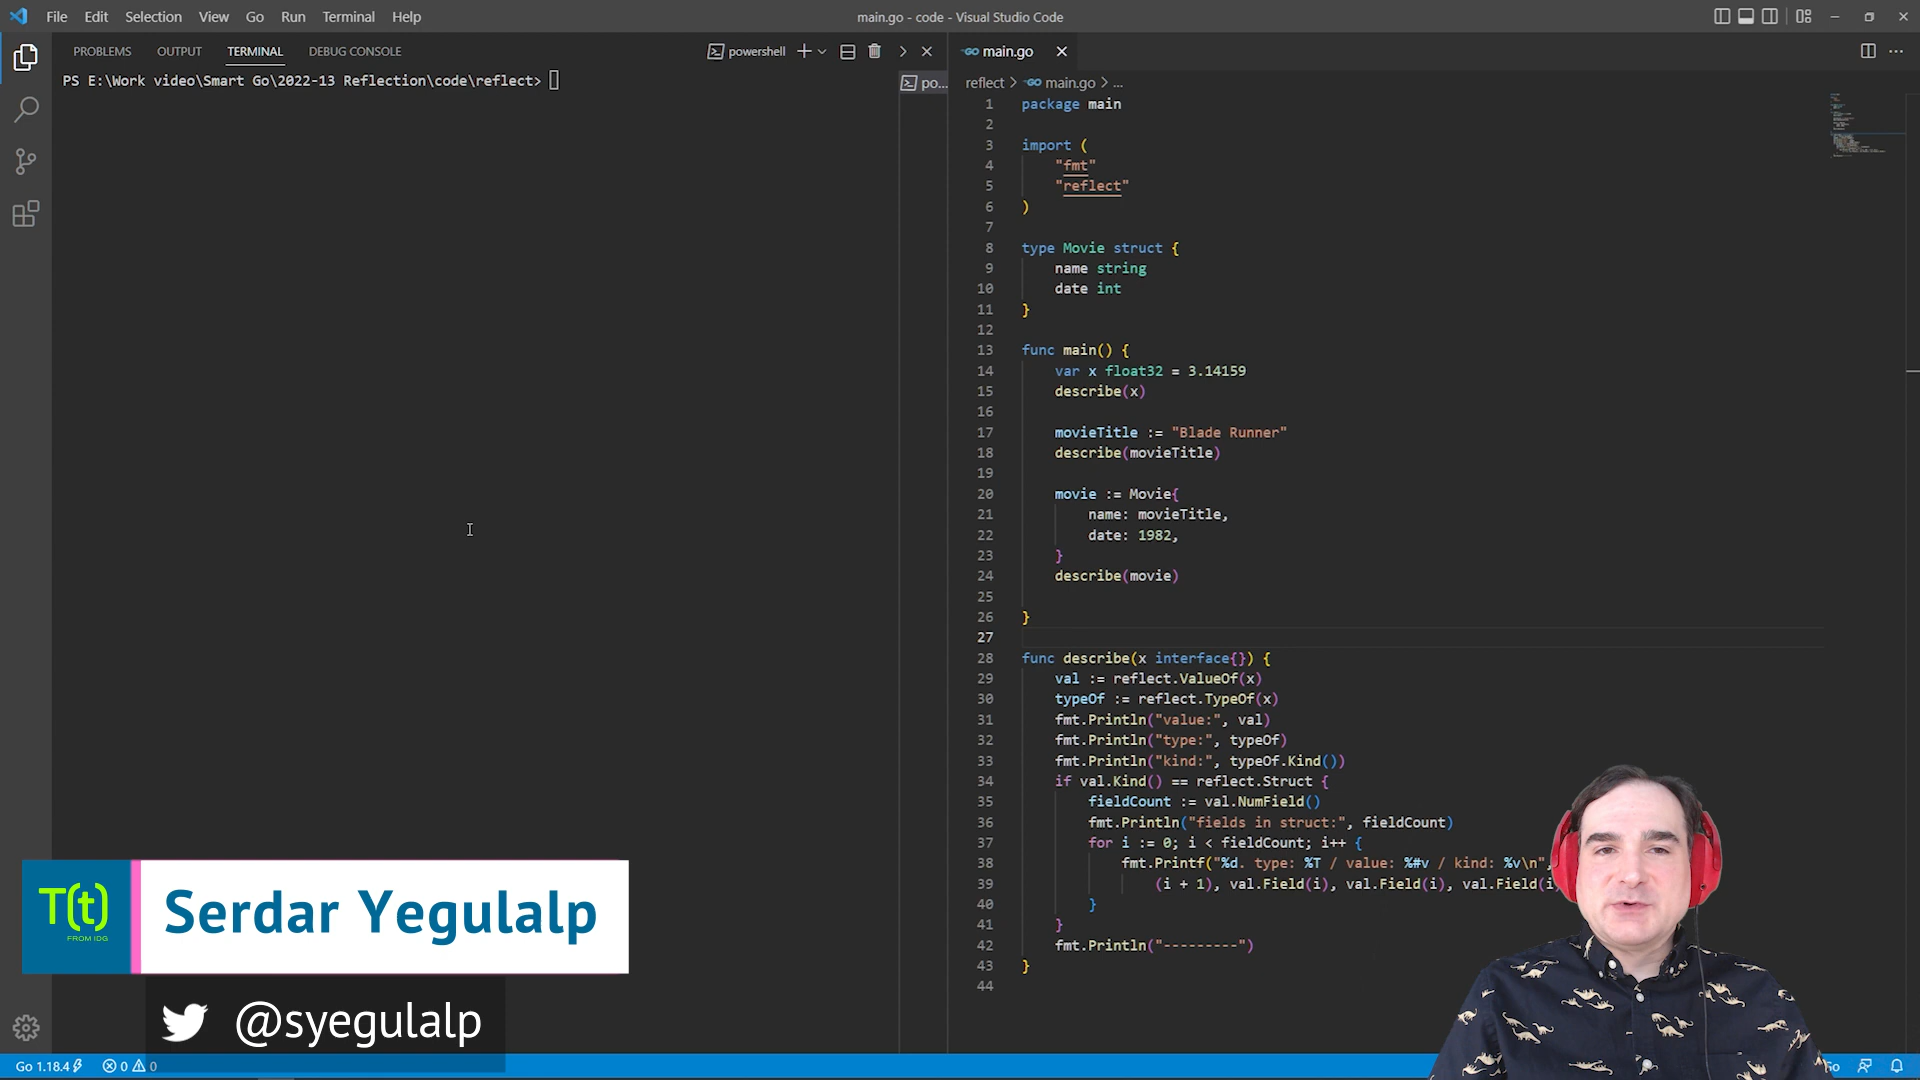 File Edit Selection View Go Run Terminal Help
main.go - code - Visual Studio Code
PROBLEMS OUTPUT TERMINAL DEBUG CONSOLE
powershell
PS E:\Work video\Smart Go\2022-13 Reflection\code\reflect>
po...
main.go
reflect > main.go > ...
1 package main
2
3 import (
4 "fmt"
5 "reflect"
6 )
7
8 type Movie struct {
9 name string
10 date int
11 }
12
13 func main() {
14 var x float32 = 3.14159
15 describe(x)
16
17 movieTitle := "Blade Runner"
18 describe(movieTitle)
19
20 movie := Movie{
21 name: movieTitle,
22 date: 1982,
23 }
24 describe(movie)
25
26 }
27
28 func describe(x interface{}) {
29 val := reflect.ValueOf(x)
30 typeOf := reflect.TypeOf(x)
31 fmt.Println("value:", val)
32 fmt.Println("type:", typeOf)
33 fmt.Println("kind:", typeOf.Kind())
34 if val.Kind() == reflect.Struct {
35 fieldCount := val.NumField()
36 fmt.Println("fields in struct:", fieldCount)
37 for i := 0; i < fieldCount; i++ {
38 fmt.Printf("%d. type: %T / value: %#v / kind: %v\n",
39 (i + 1), val.Field(i), val.Field(i), val.Field(i
40 }
41 }
42 fmt.Println("---------")
43 }
44
T(t)
FROM IDG
Serdar Yegulalp
@syegulalp
Go 1.18.4
0 0
Go